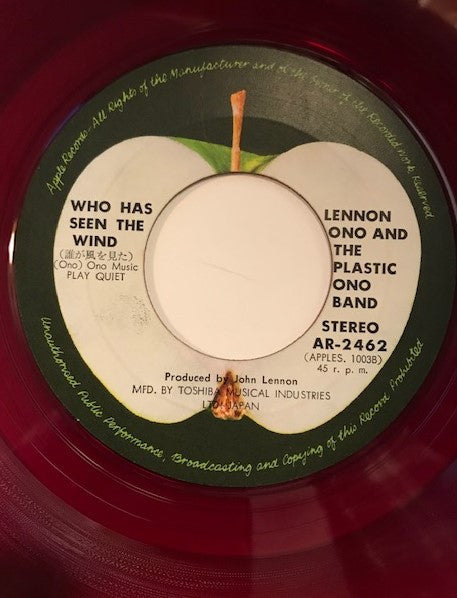 Apple Records-All Rights of the Manufacturer and of the Owner of the Recorded Work Reserved
WHO HAS
SEEN THE
WIND
(誰が風を見た)
(Ono) Ono Music
PLAY QUIET
LENNON
ONO AND
THE
PLASTIC
ONO
BAND
STEREO
AR-2462
(APPLES. 1003B)
45 r. p. m.
Produced by John Lennon
MFD. BY TOSHIBA MUSICAL INDUSTRIES
LTD. JAPAN
Unauthorised Public Performance, Broadcasting and Copying of this Record Prohibited